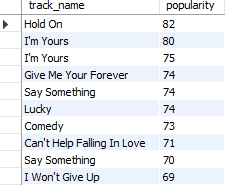 track_name popularity
Hold On 82
I'm Yours 80
I'm Yours 75
Give Me Your Forever 74
Say Something 74
Lucky 74
Comedy 73
Can't Help Falling In Love 71
Say Something 70
I Won't Give Up 69